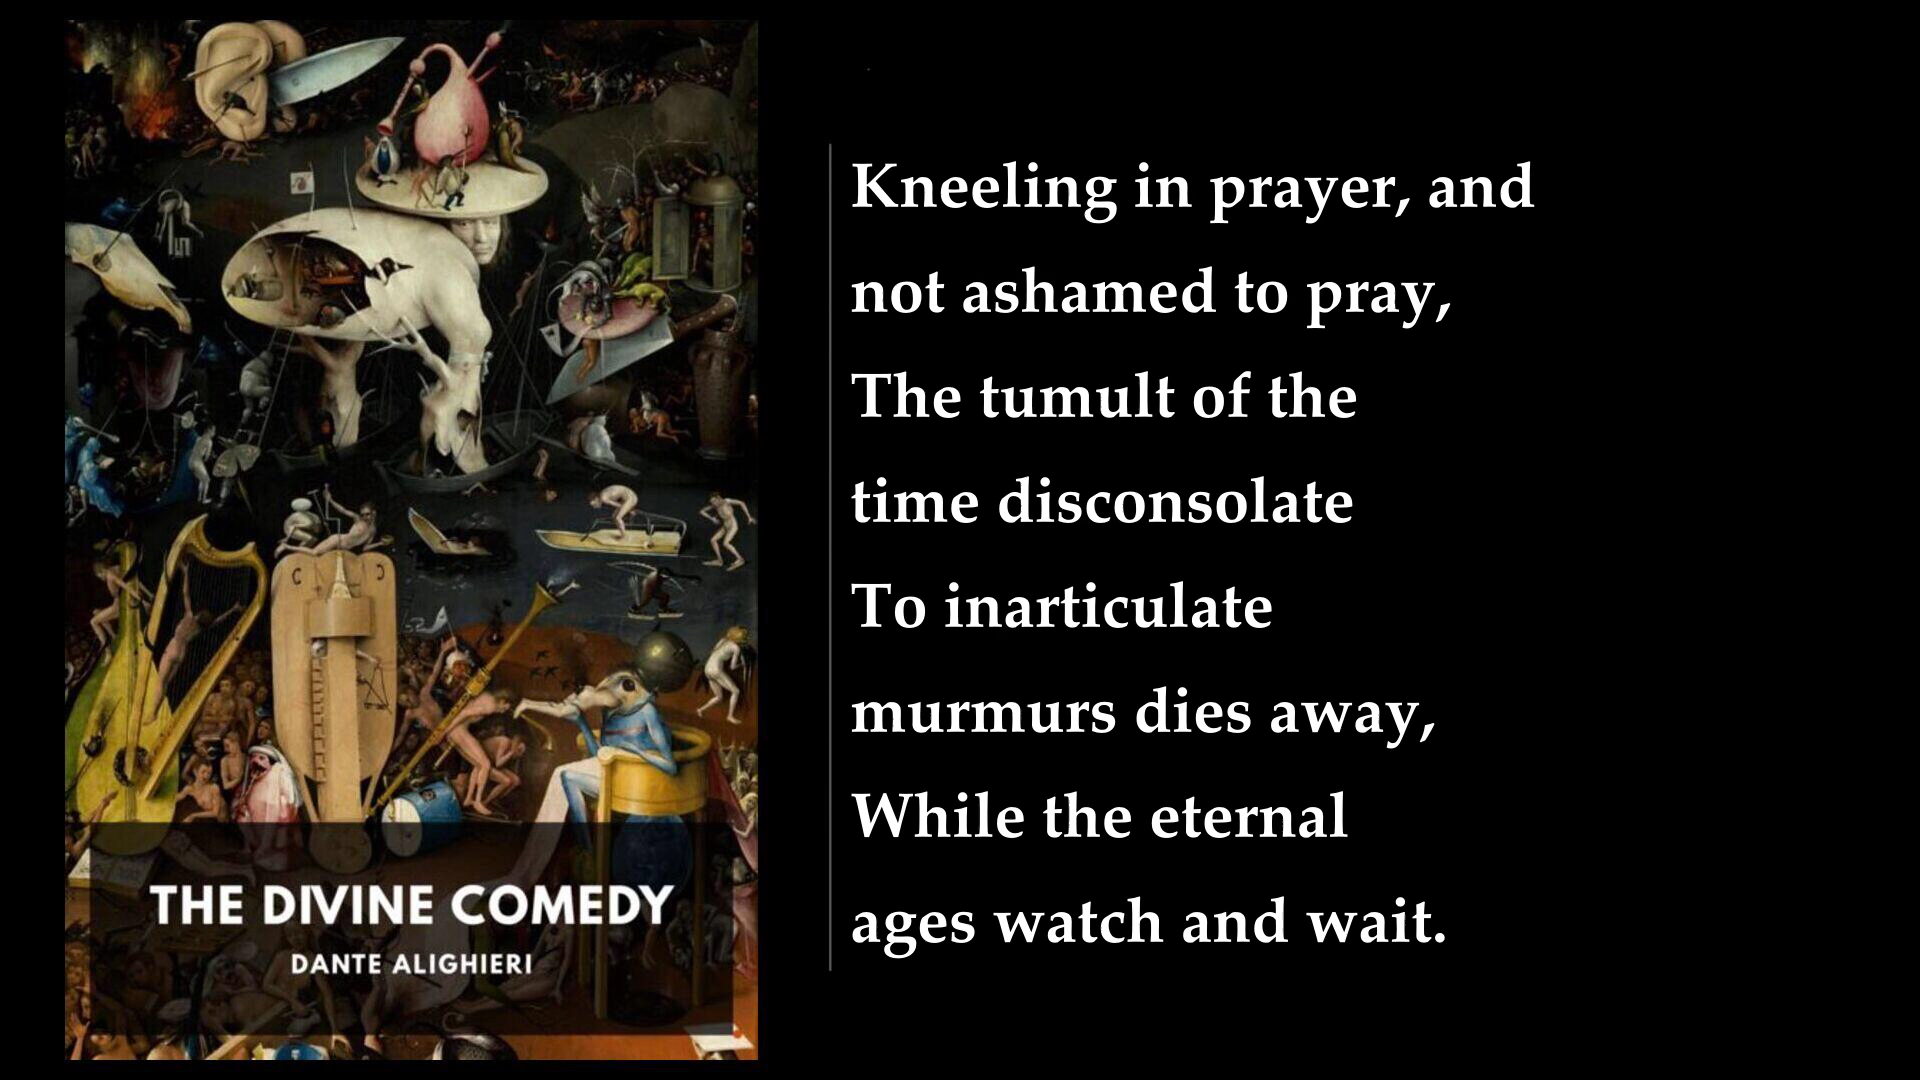 THE DIVINE COMEDY
DANTE ALIGHIERI
Kneeling in prayer, and
not ashamed to pray,
The tumult of the
time disconsolate
To inarticulate
murmurs dies away,
While the eternal
ages watch and wait.